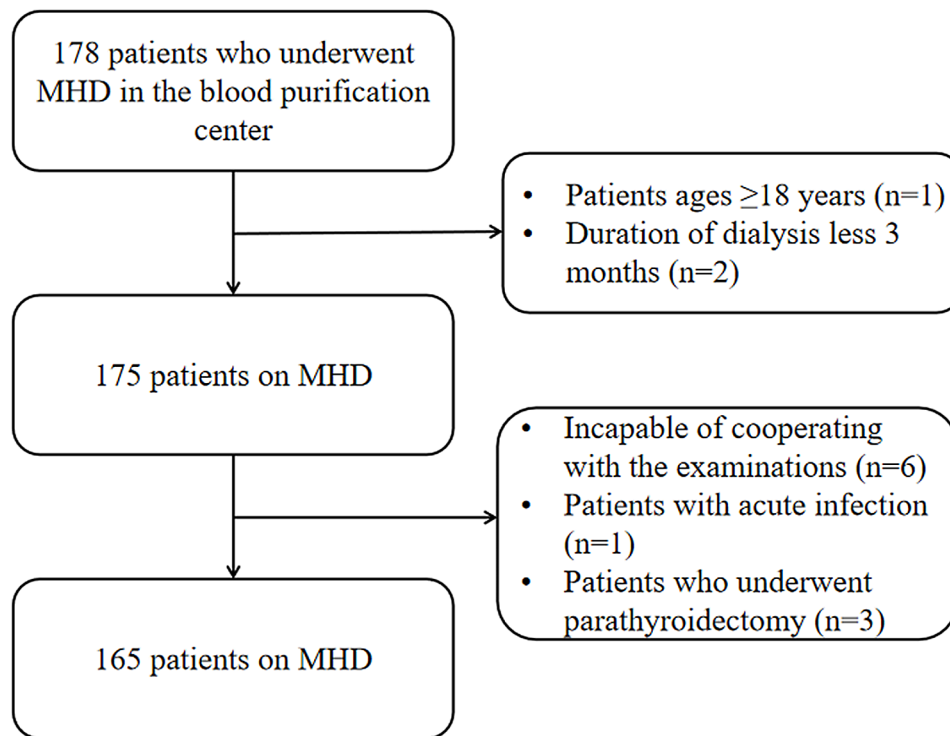 178 patients who underwent
MHD in the blood purification
center
• Patients ages ≥18 years (n=1)
• Duration of dialysis less 3
months (n=2)
175 patients on MHD
• Incapable of cooperating
with the examinations (n=6)
• Patients with acute infection
(n=1)
• Patients who underwent
parathyroidectomy (n=3)
165 patients on MHD